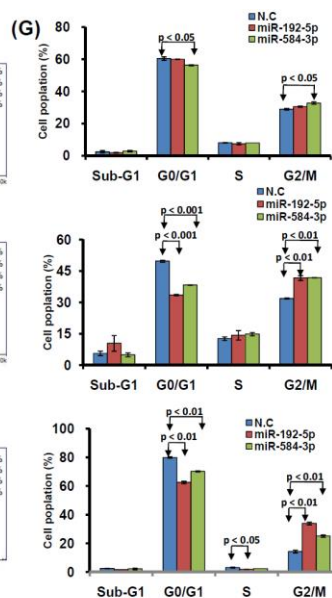 (G)
N.C
miR-192-5p
miR-584-3p
p < 0.05
p < 0.05
Cell poplation (%)
80
60
40
20
0
Sub-G1 G0/G1 S G2/M
N.C
miR-192-5p
miR-584-3p
p < 0.001
p < 0.001
p < 0.01
p < 0.01
Cell poplation (%)
60
45
30
15
0
Sub-G1 G0/G1 S G2/M
N.C
miR-192-5p
miR-584-3p
p < 0.01
p < 0.01
p < 0.05
p < 0.01
p < 0.01
Cell poplation (%)
100
80
60
40
20
0
Sub-G1 G0/G1 S G2/M